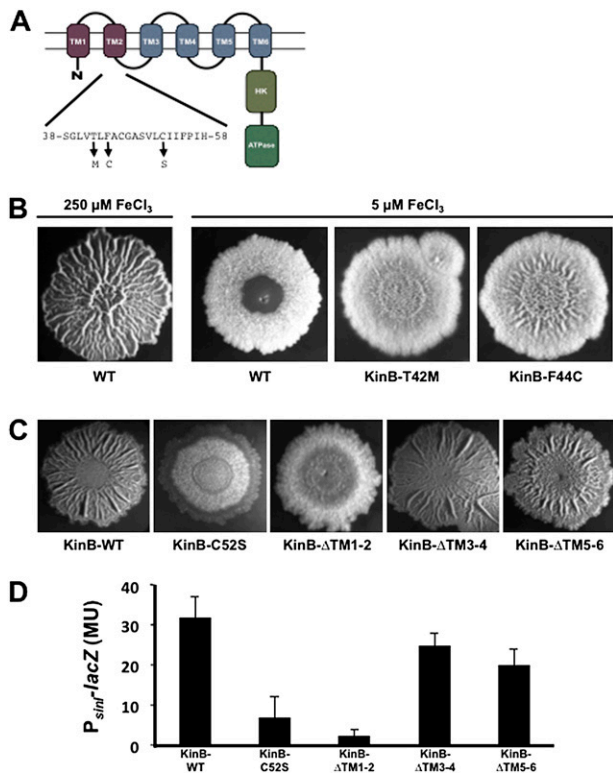 A
TM1 TM2 TM3 TM4 TM5 TM6
N
HK
38-SGLVTLFACGASVLCIIFPIH-58
ATPase
M C S
B
250 µM FeCl3 5 µM FeCl3
WT WT KinB-T42M KinB-F44C
C
KinB-WT KinB-C52S KinB-ΔTM1-2 KinB-ΔTM3-4 KinB-ΔTM5-6
D
PsinI-lacZ (MU)
40
30
20
10
0
KinB- KinB- KinB- KinB- KinB-
WT C52S ΔTM1-2 ΔTM3-4 ΔTM5-6